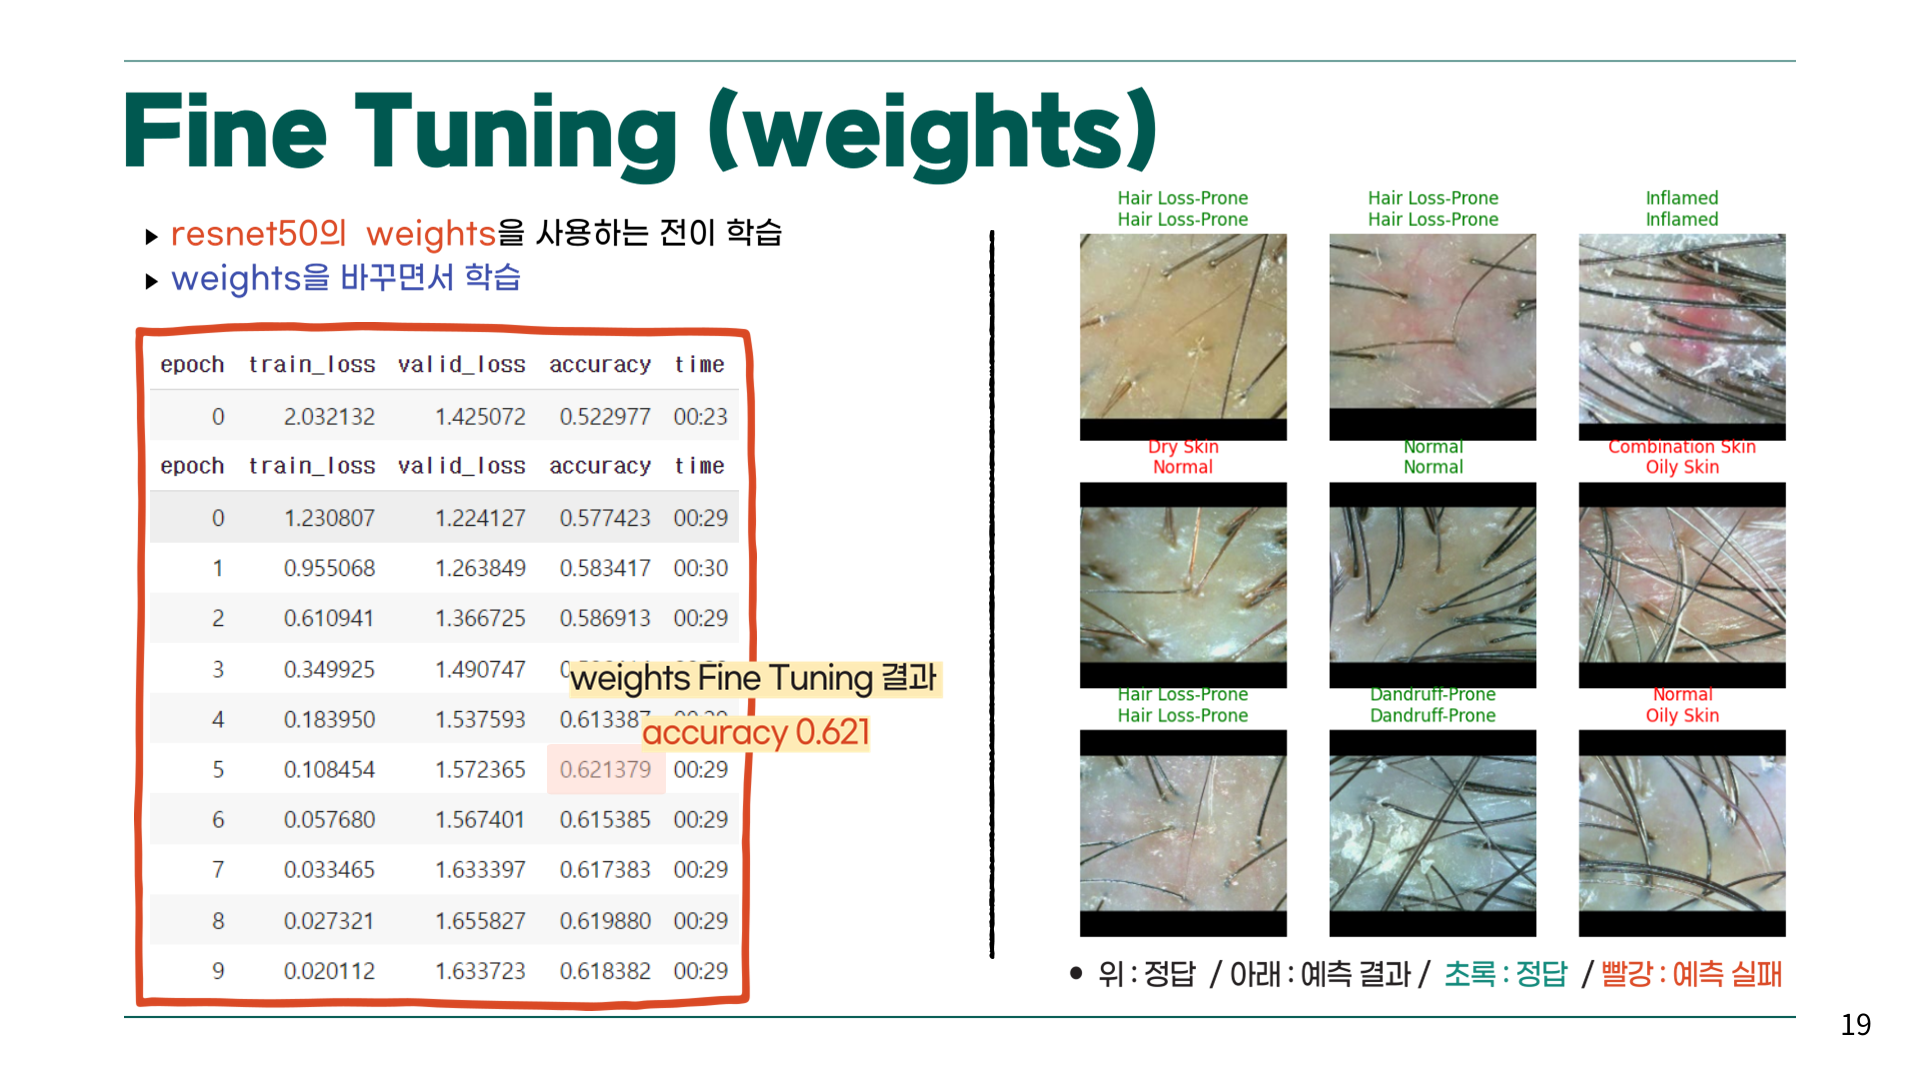 Fine Tuning (weights)
▸ resnet50의 weights을 사용하는 전이 학습
▸ weights을 바꾸면서 학습
epoch train_loss valid_loss accuracy time
0 2.032132 1.425072 0.522977 00:23
epoch train_loss valid_loss accuracy time
0 1.230807 1.224127 0.577423 00:29
1 0.955068 1.263849 0.583417 00:30
2 0.610941 1.366725 0.586913 00:29
3 0.349925 1.490747
weights Fine Tuning 결과
4 0.183950 1.537593 0.613387
accuracy 0.621
5 0.108454 1.572365 0.621379 00:29
6 0.057680 1.567401 0.615385 00:29
7 0.033465 1.633397 0.617383 00:29
8 0.027321 1.655827 0.619880 00:29
9 0.020112 1.633723 0.618382 00:29
Hair Loss-Prone
Hair Loss-Prone
Hair Loss-Prone
Hair Loss-Prone
Inflamed
Inflamed
Dry Skin
Normal
Normal
Normal
Combination Skin
Oily Skin
Hair Loss-Prone
Hair Loss-Prone
Dandruff-Prone
Dandruff-Prone
Normal
Oily Skin
• 위 : 정답 / 아래 : 예측 결과 / 초록 : 정답 / 빨강 : 예측 실패
19